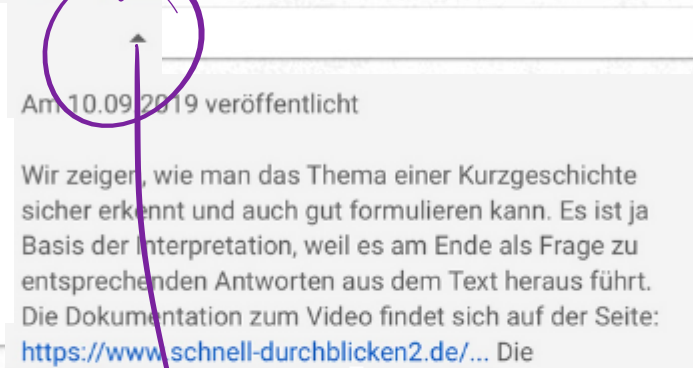 Am 10.09.2019 veröffentlicht
Wir zeigen, wie man das Thema einer Kurzgeschichte
sicher erkennt und auch gut formulieren kann. Es ist ja
Basis der Interpretation, weil es am Ende als Frage zu
entsprechenden Antworten aus dem Text heraus führt.
Die Dokumentation zum Video findet sich auf der Seite:
https://www.schnell-durchblicken2.de/... Die